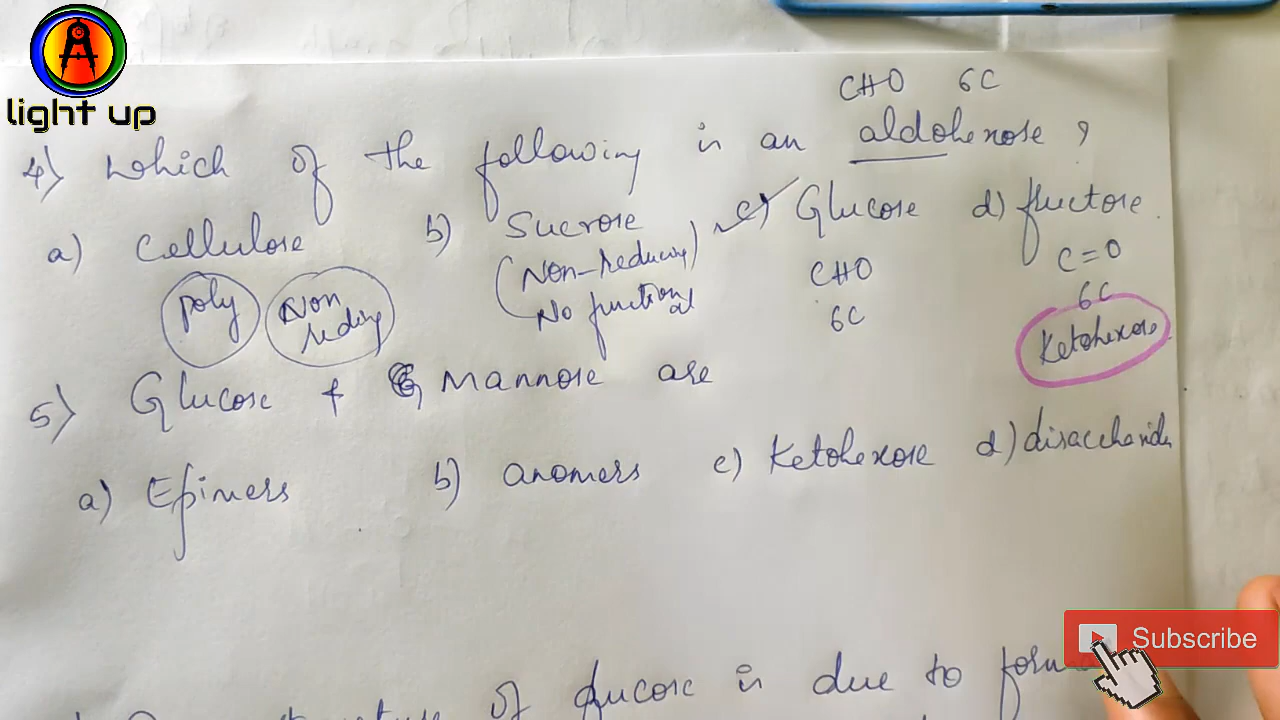 light up
CHO 6C
4) Which of the following is an aldohexose ?
a) Cellulose b) Sucrose c) Glucose d) fructose.
poly Non reducing (Non-reducing) No functional CHO 6C C=O 6C
Ketohexose
5) Glucose & Mannose are
a) Epimers b) anomers c) Ketohexose d) disaccharides
Subscribe
of glucose is due to